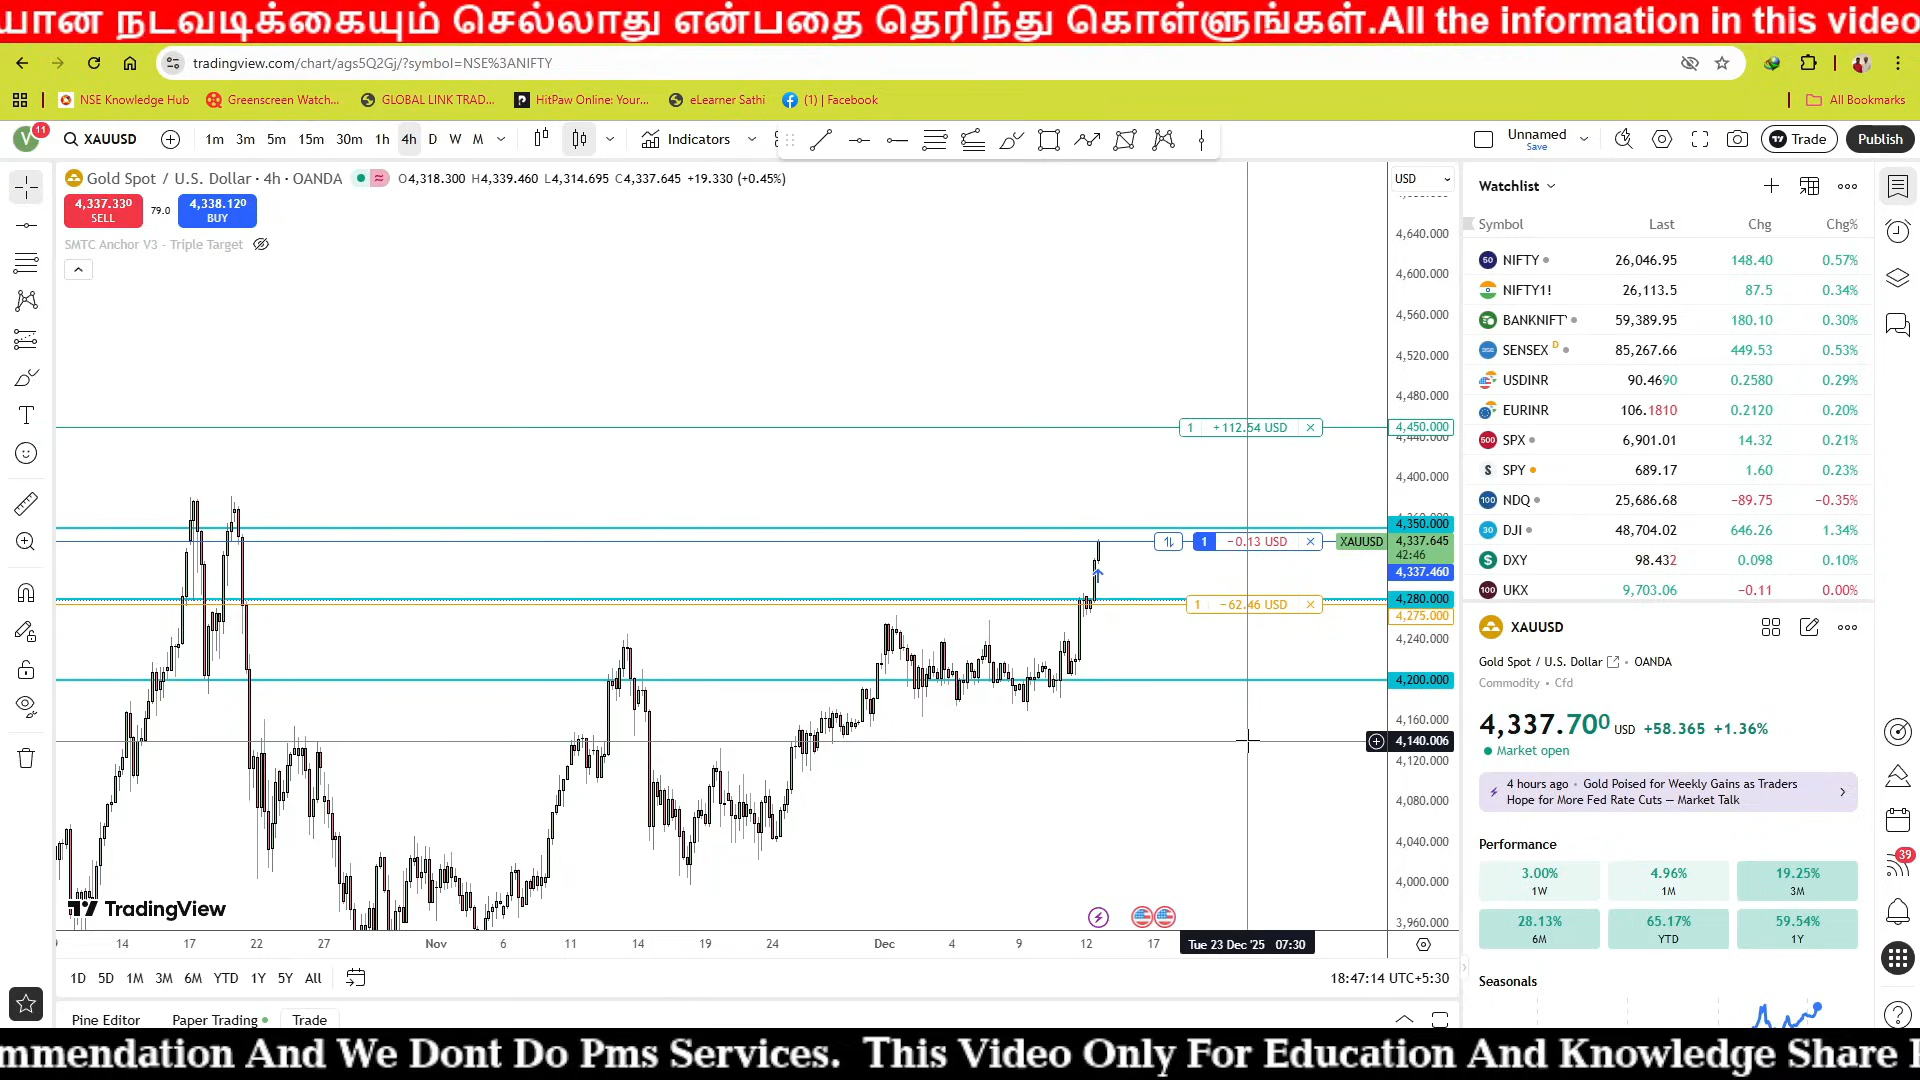 யான நடவடிக்கையும் செல்லாது என்பதை தெரிந்து கொள்ளுங்கள்.All the information in this video
tradingview.com/chart/ags5Q2Gj/?symbol=NSE%3ANIFTY
NSE Knowledge Hub Greenscreen Watch... GLOBAL LINK TRAD... HitPaw Online: Your... eLearner Sathi (1) | Facebook All Bookmarks
V 11 XAUUSD 1m 3m 5m 15m 30m 1h 4h D W M Indicators Unnamed Save Trade Publish
Gold Spot / U.S. Dollar · 4h · OANDA O4,318.300 H4,339.460 L4,314.695 C4,337.645 +19.330 (+0.45%) USD
4,337.330 SELL 79.0 4,338.120 BUY
SMTC Anchor V3 - Triple Target
4,640.000
4,600.000
4,560.000
4,520.000
4,480.000
1 +112.54 USD × 4,450.000
4,440.000
4,400.000
4,350.000
1 −0.13 USD × XAUUSD 4,337.645
42:46
4,337.460
4,280.000
1 −62.46 USD × 4,275.000
4,240.000
4,200.000
4,160.000
4,140.006
4,120.000
4,080.000
4,040.000
4,000.000
3,960.000
TradingView
14 17 22 27 Nov 6 11 14 19 24 Dec 4 9 12 17 Tue 23 Dec '25 07:30
1D 5D 1M 3M 6M YTD 1Y 5Y All 18:47:14 UTC+5:30
Pine Editor Paper Trading Trade
Watchlist
Symbol Last Chg Chg%
NIFTY 26,046.95 148.40 0.57%
NIFTY1! 26,113.5 87.5 0.34%
BANKNIFT 59,389.95 180.10 0.30%
SENSEX D 85,267.66 449.53 0.53%
USDINR 90.4690 0.2580 0.29%
EURINR 106.1810 0.2120 0.20%
SPX 6,901.01 14.32 0.21%
SPY 689.17 1.60 0.23%
NDQ 25,686.68 −89.75 −0.35%
DJI 48,704.02 646.26 1.34%
DXY 98.432 0.098 0.10%
UKX 9,703.06 −0.11 0.00%
XAUUSD
Gold Spot / U.S. Dollar • OANDA
Commodity • Cfd
4,337.700 USD +58.365 +1.36%
Market open
4 hours ago • Gold Poised for Weekly Gains as Traders
Hope for More Fed Rate Cuts — Market Talk
Performance
3.00% 4.96% 19.25%
1W 1M 3M
28.13% 65.17% 59.54%
6M YTD 1Y
Seasonals
39
mmendation And We Dont Do Pms Services. This Video Only For Education And Knowledge Share